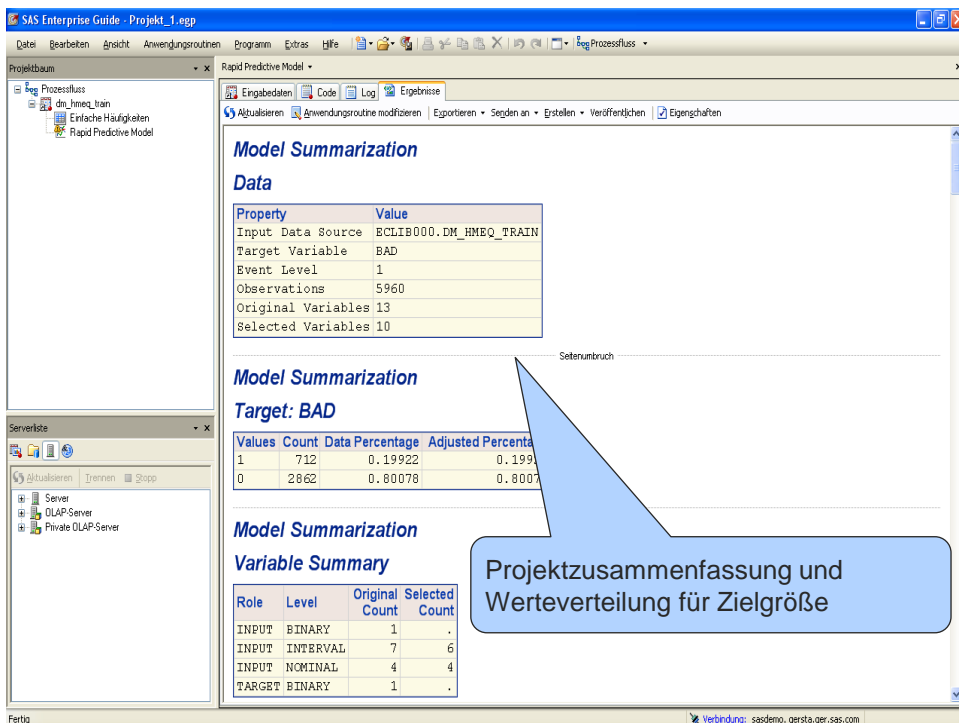 SAS Enterprise Guide - Projekt_1.egp
Datei Bearbeiten Ansicht Anwendungsroutinen Programm Extras Hilfe Prozessfluss
Projektbaum
Prozessfluss
dm_hmeq_train
Einfache Häufigkeiten
Rapid Predictive Model
Serverliste
Aktualisieren Trennen Stopp
Server
OLAP-Server
Private OLAP-Server
Rapid Predictive Model
Eingabedaten Code Log Ergebnisse
Aktualisieren Anwendungsroutine modifizieren Exportieren Senden an Erstellen Veröffentlichen Eigenschaften
Model Summarization
Data
Property Value
Input Data Source ECLIB000.DM_HMEQ_TRAIN
Target Variable BAD
Event Level 1
Observations 5960
Original Variables 13
Selected Variables 10
Seitenumbruch
Model Summarization
Target: BAD
Values Count Data Percentage Adjusted
1 712 0.19922
0 2862 0.80078
Model Summarization
Variable Summary
Role Level Original Count Selected Count
INPUT BINARY 1 .
INPUT INTERVAL 7 6
INPUT NOMINAL 4 4
TARGET BINARY 1 .
Projektzusammenfassung und
Werteverteilung für Zielgröße
Fertig
Verbindung: sasdemo, gersta.ger.sas.com